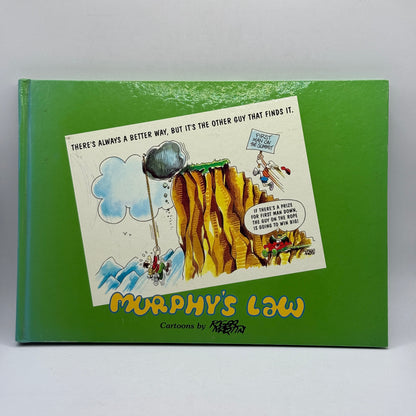 THERE'S ALWAYS A BETTER WAY, BUT IT'S THE OTHER GUY THAT FINDS IT.
FIRST
MAN ON
THE SUMMIT
IF THERE'S A PRIZE
FOR FIRST MAN DOWN,
THE GUY ON THE ROPE
IS GOING TO WIN BIG!
MURPHY'S LAW
Cartoons by